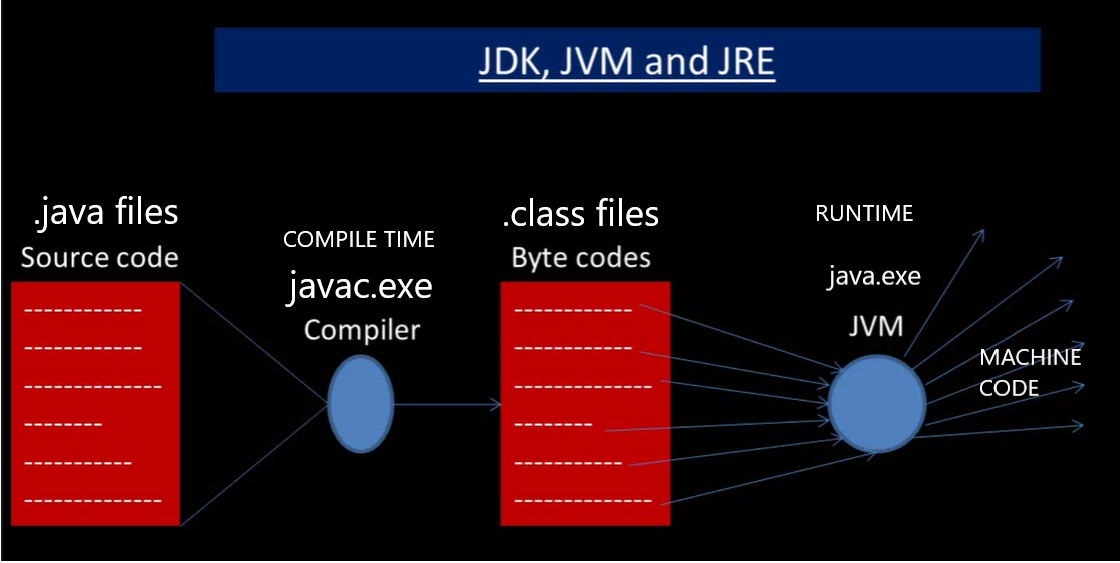 JDK, JVM and JRE
.java files
Source code
COMPILE TIME
javac.exe
Compiler
.class files
Byte codes
RUNTIME
java.exe
JVM
MACHINE
CODE
-------------
-------------
---------------
---------
------------
---------------
-------------
-------------
---------------
---------
------------
---------------